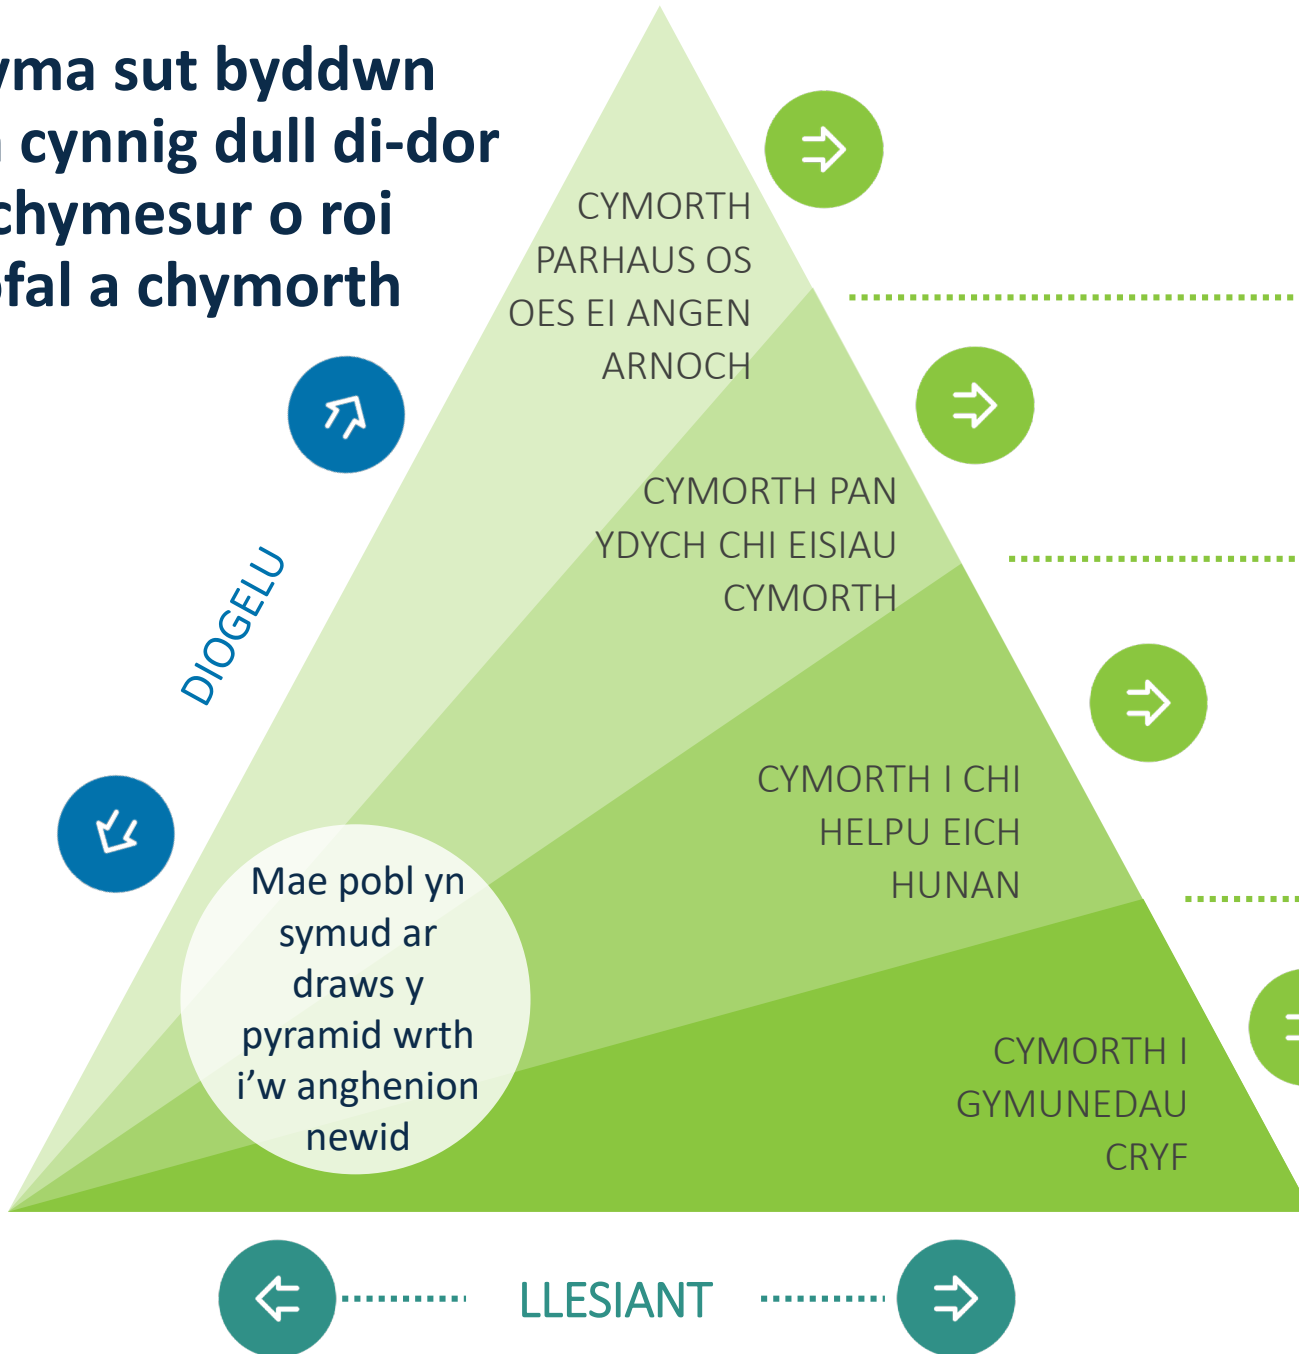 yma sut byddwn
cynnig dull di-dor
chymesur o roi
ofal a chymorth
CYMORTH
PARHAUS OS
OES EI ANGEN
ARNOCH
CYMORTH PAN
YDYCH CHI EISIAU
CYMORTH
DIOGELU
CYMORTH I CHI
HELPU EICH
HUNAN
Mae pobl yn
symud ar
draws y
pyramid wrth
i'w anghenion
newid
CYMORTH I
GYMUNEDAU
CRYF
LLESIANT